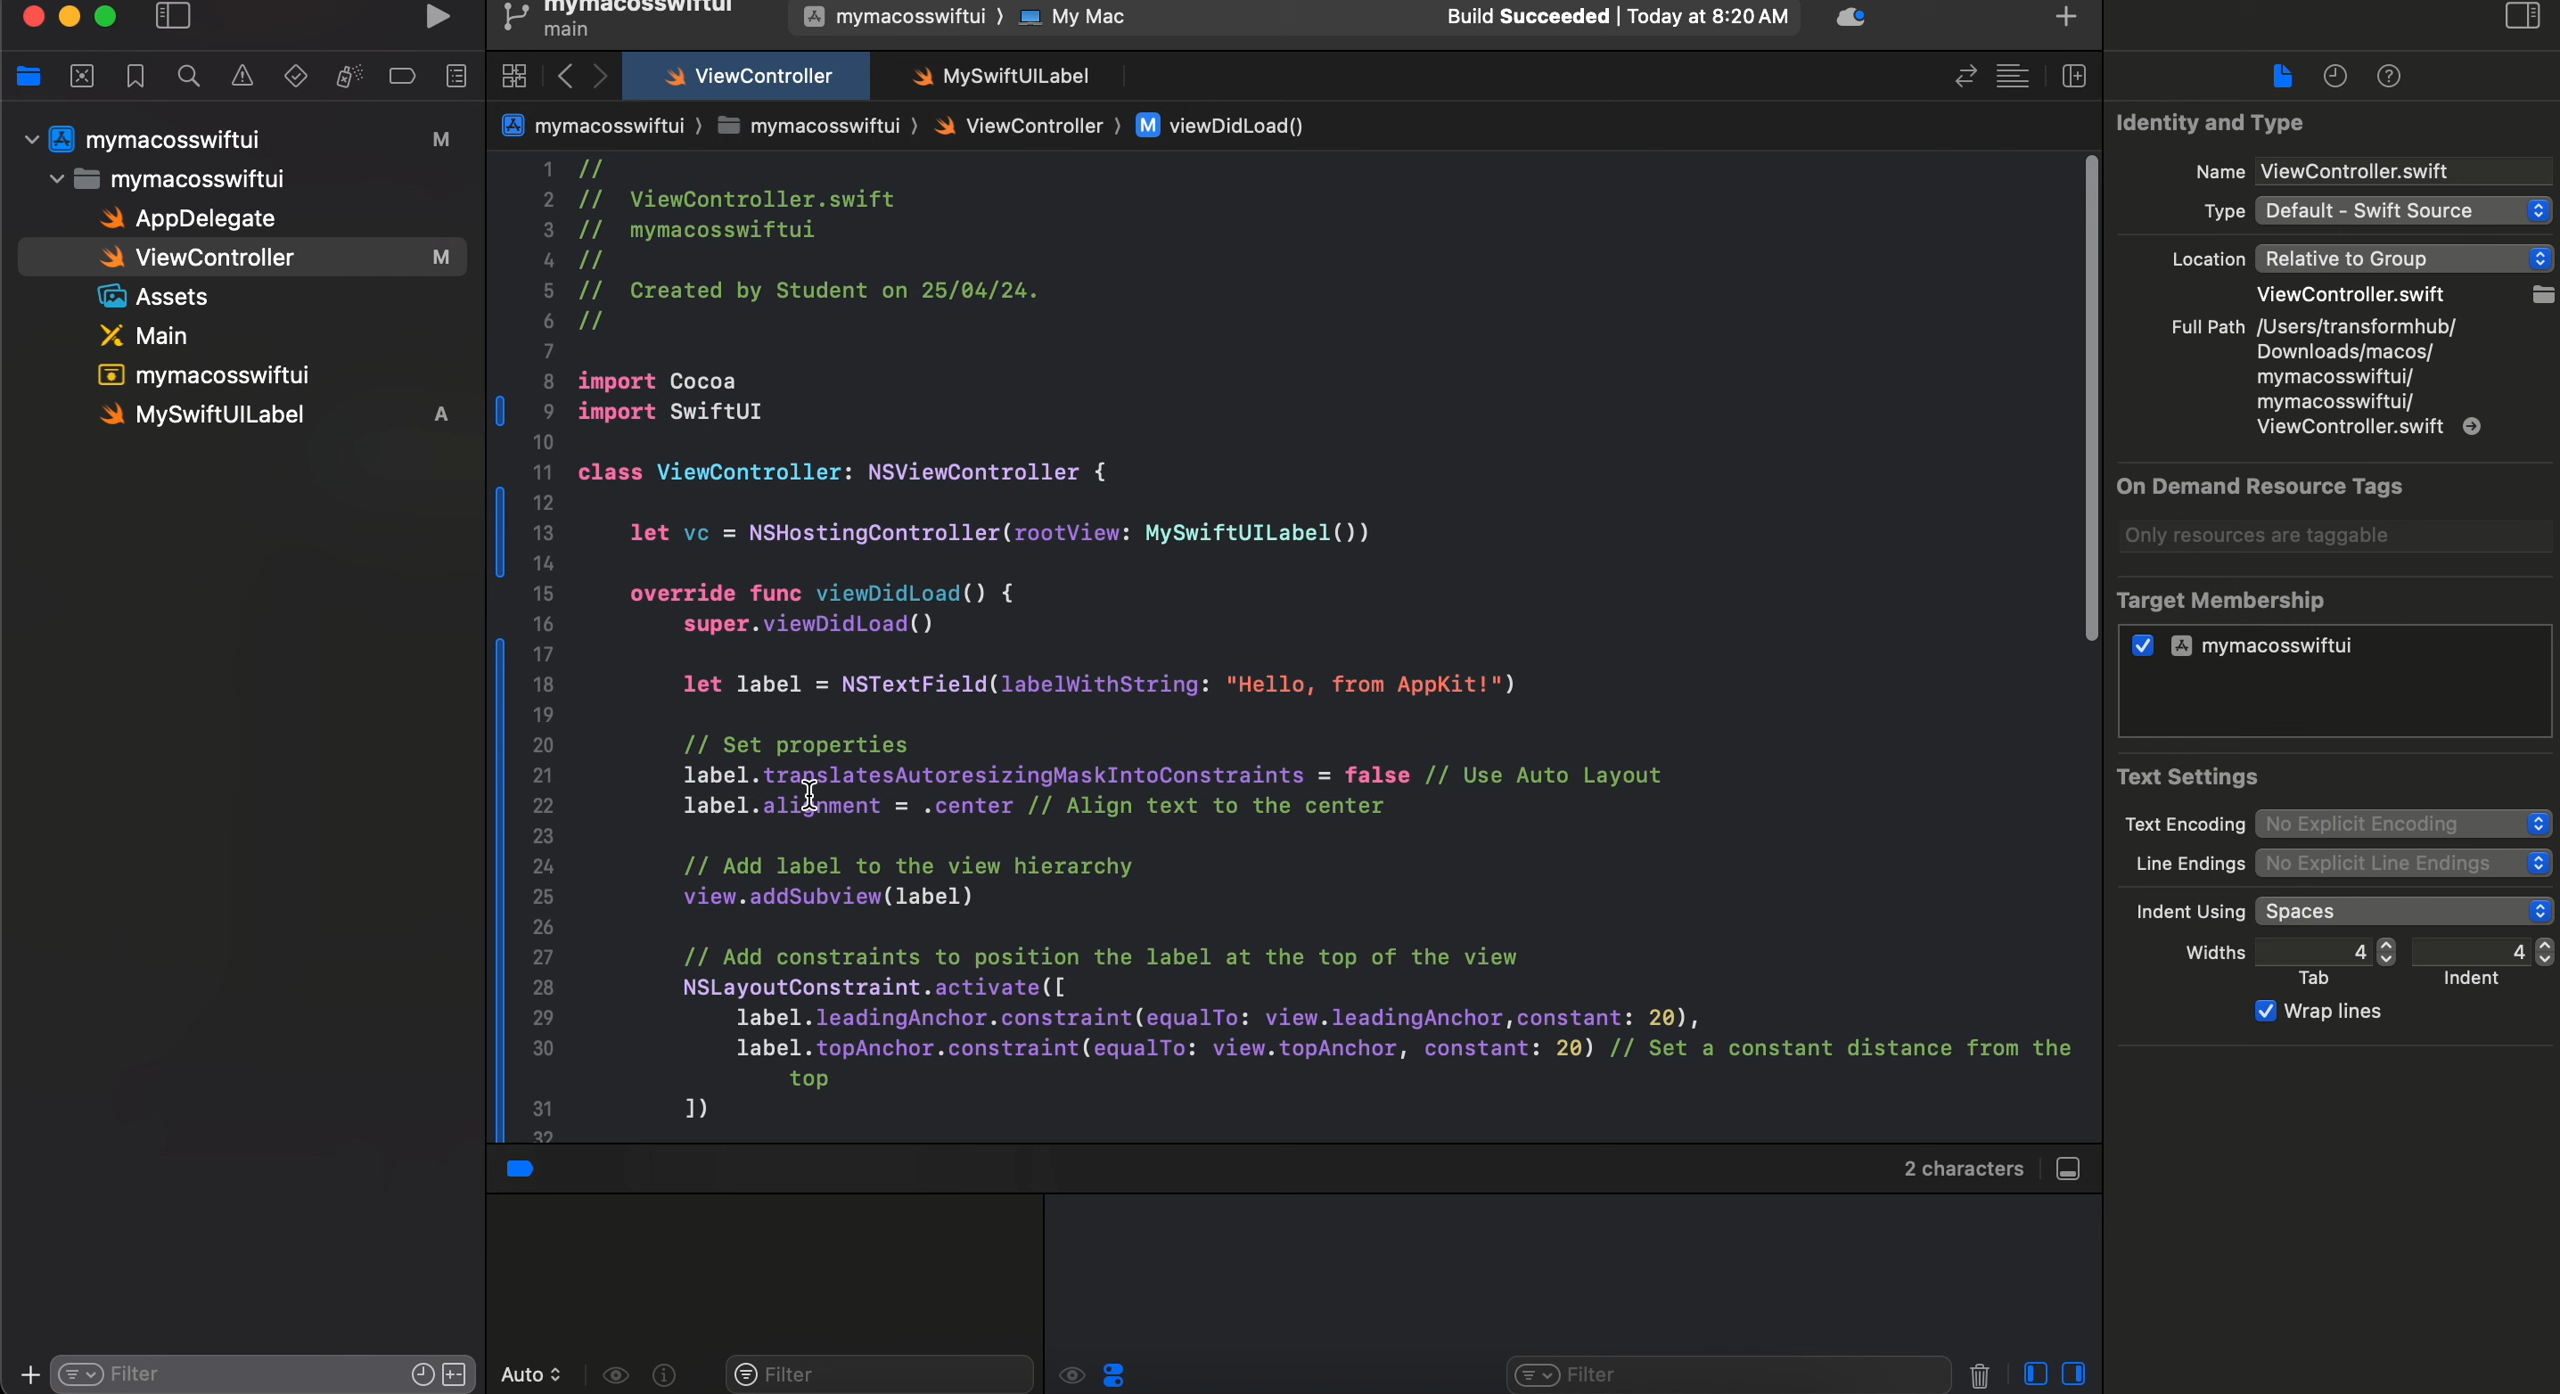 mymacosswiftui
main
mymacosswiftui 〉 My Mac
Build Succeeded | Today at 8:20 AM
ViewController
MySwiftUILabel
mymacosswiftui 〉 mymacosswiftui 〉 ViewController 〉 M viewDidLoad()
mymacosswiftui M
mymacosswiftui
AppDelegate
ViewController M
Assets
Main
mymacosswiftui
MySwiftUILabel A
1 //
2 //  ViewController.swift
3 //  mymacosswiftui
4 //
5 //  Created by Student on 25/04/24.
6 //
7
8 import Cocoa
9 import SwiftUI
10
11 class ViewController: NSViewController {
12
13     let vc = NSHostingController(rootView: MySwiftUILabel())
14
15     override func viewDidLoad() {
16         super.viewDidLoad()
17
18         let label = NSTextField(labelWithString: "Hello, from AppKit!")
19
20         // Set properties
21         label.translatesAutoresizingMaskIntoConstraints = false // Use Auto Layout
22         label.alignment = .center // Align text to the center
23
24         // Add label to the view hierarchy
25         view.addSubview(label)
26
27         // Add constraints to position the label at the top of the view
28         NSLayoutConstraint.activate([
29             label.leadingAnchor.constraint(equalTo: view.leadingAnchor,constant: 20),
30             label.topAnchor.constraint(equalTo: view.topAnchor, constant: 20) // Set a constant distance from the
top
31         ])
32
2 characters
Filter
Auto
Filter
Filter
Identity and Type
Name ViewController.swift
Type Default - Swift Source
Location Relative to Group
ViewController.swift
Full Path /Users/transformhub/
Downloads/macos/
mymacosswiftui/
mymacosswiftui/
ViewController.swift
On Demand Resource Tags
Only resources are taggable
Target Membership
mymacosswiftui
Text Settings
Text Encoding No Explicit Encoding
Line Endings No Explicit Line Endings
Indent Using Spaces
Widths 4 4
Tab Indent
Wrap lines